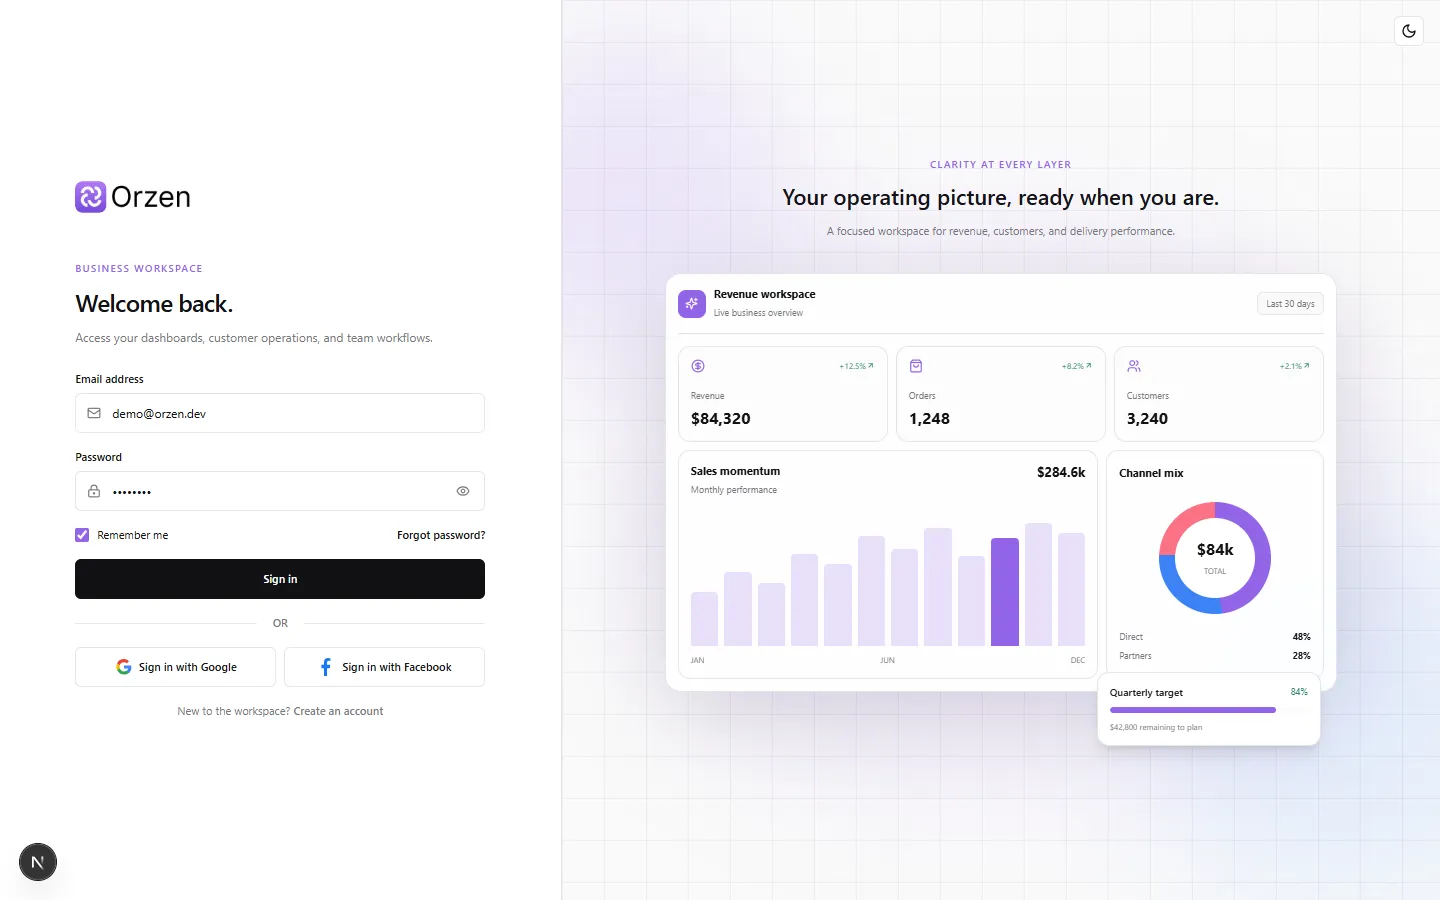 Orzen
BUSINESS WORKSPACE
Welcome back.
Access your dashboards, customer operations, and team workflows.
Email address
demo@orzen.dev
Password
••••••••
Remember me
Forgot password?
Sign in
OR
Sign in with Google
Sign in with Facebook
New to the workspace? Create an account
N
CLARITY AT EVERY LAYER
Your operating picture, ready when you are.
A focused workspace for revenue, customers, and delivery performance.
Revenue workspace
Live business overview
Last 30 days
+12.5%
Revenue
$84,320
+8.2%
Orders
1,248
+2.1%
Customers
3,240
Sales momentum
$284.6k
Monthly performance
JAN
JUN
DEC
Channel mix
$84k
TOTAL
Direct
48%
Partners
28%
Quarterly target
84%
$42,800 remaining to plan